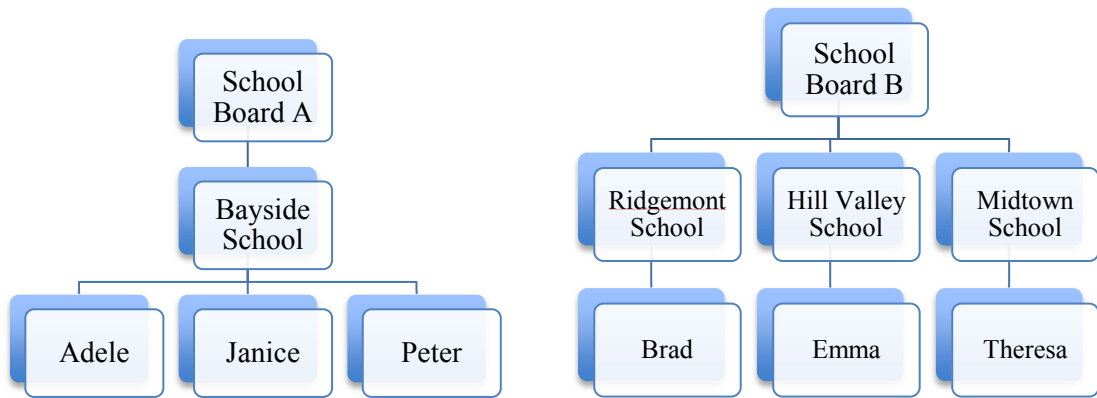 School
Board A
Bayside
School
Adele
Janice
Peter
School
Board B
Ridgemont
School
Hill Valley
School
Midtown
School
Brad
Emma
Theresa